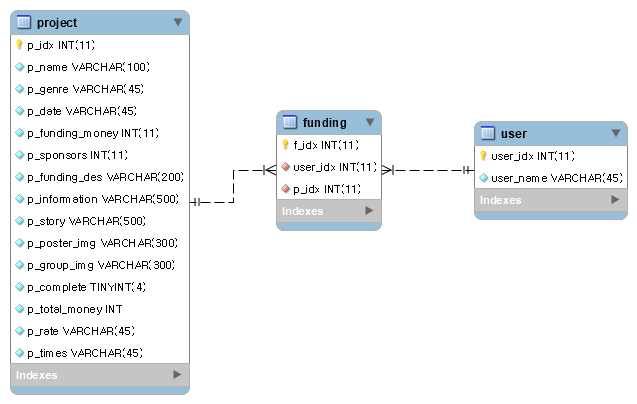 project
p_idx INT(11)
p_name VARCHAR(100)
p_genre VARCHAR(45)
p_date VARCHAR(45)
p_funding_money INT(11)
p_sponsors INT(11)
p_funding_des VARCHAR(200)
p_information VARCHAR(500)
p_story VARCHAR(500)
p_poster_img VARCHAR(300)
p_group_img VARCHAR(300)
p_complete TINYINT(4)
p_total_money INT
p_rate VARCHAR(45)
p_times VARCHAR(45)
Indexes
funding
f_idx INT(11)
user_idx INT(11)
p_idx INT(11)
Indexes
user
user_idx INT(11)
user_name VARCHAR(45)
Indexes